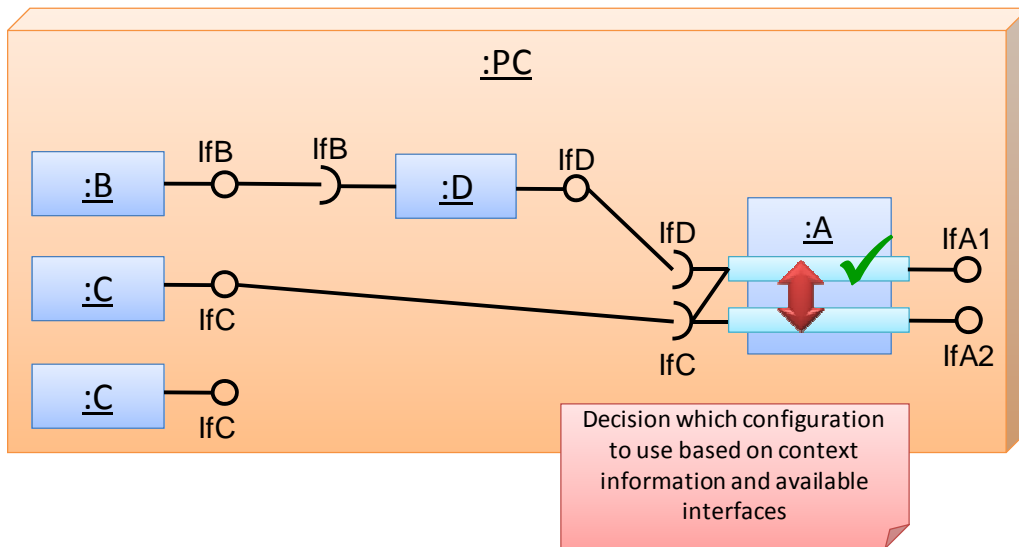 :PC
IfB
IfB
IfD
:B
:D
IfD
:A
IfA1
:C
IfC
IfC
IfA2
:C
IfC
Decision which configuration
to use based on context
information and available
interfaces